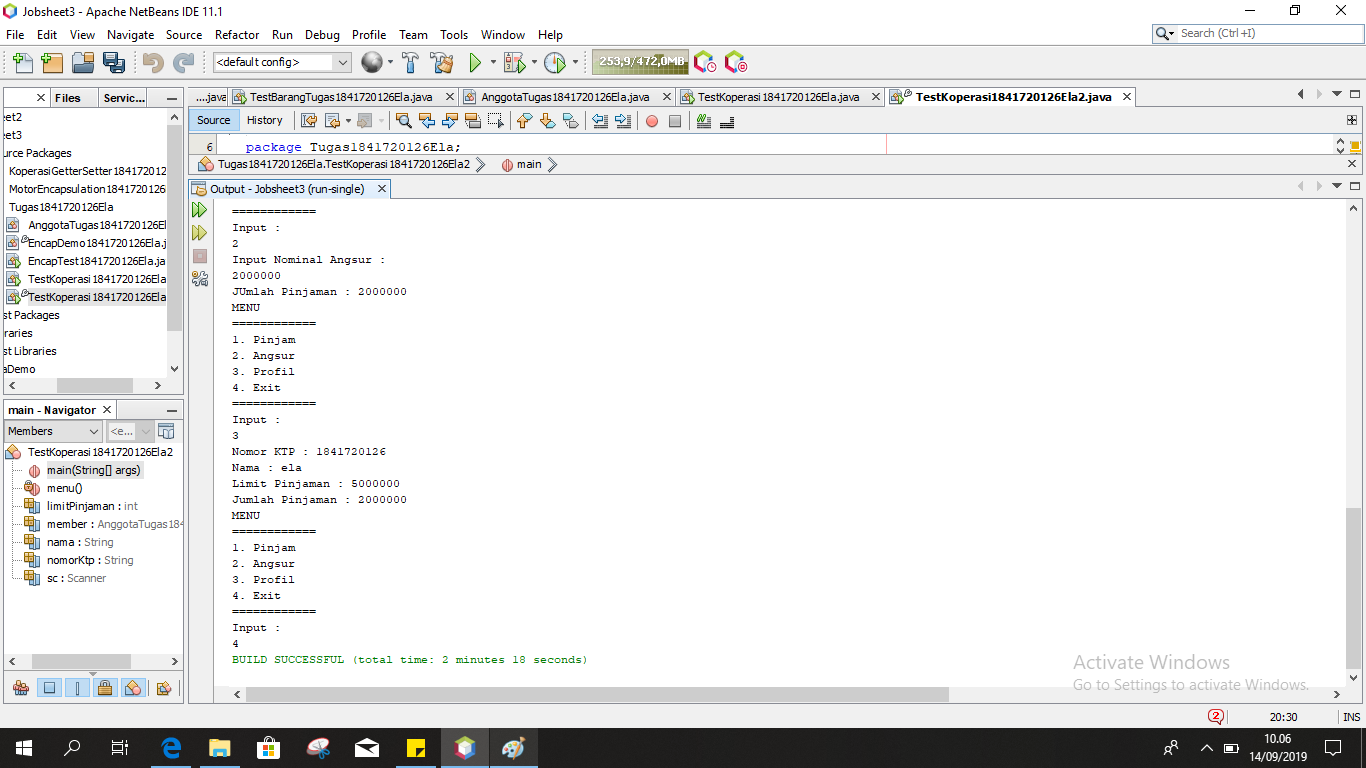 Jobsheet3 - Apache NetBeans IDE 11.1
File Edit View Navigate Source Refactor Run Debug Profile Team Tools Window Help
Search (Ctrl+I)
<default config>
253,9/472,0MB
Files Servic...
....java TestBarangTugas1841720126Ela.java AnggotaTugas1841720126Ela.java TestKoperasi1841720126Ela.java TestKoperasi1841720126Ela2.java
Source History
6 package Tugas1841720126Ela;
Tugas1841720126Ela.TestKoperasi1841720126Ela2 main
eet2
eet3
urce Packages
KoperasiGetterSetter18417201
MotorEncapsulation1841720126
Tugas1841720126Ela
AnggotaTugas1841720126El
EncapDemo1841720126Ela.j
EncapTest1841720126Ela.ja
TestKoperasi1841720126Ela
TestKoperasi1841720126Ela
st Packages
raries
st Libraries
aDemo
main - Navigator
Members <e...
TestKoperasi1841720126Ela2
main(String[] args)
menu()
limitPinjaman : int
member : AnggotaTugas184
nama : String
nomorKtp : String
sc : Scanner
Output - Jobsheet3 (run-single)
============
Input :
2
Input Nominal Angsur :
2000000
JUmlah Pinjaman : 2000000
MENU
============
1. Pinjam
2. Angsur
3. Profil
4. Exit
============
Input :
3
Nomor KTP : 1841720126
Nama : ela
Limit Pinjaman : 5000000
Jumlah Pinjaman : 2000000
MENU
============
1. Pinjam
2. Angsur
3. Profil
4. Exit
============
Input :
4
BUILD SUCCESSFUL (total time: 2 minutes 18 seconds)
Activate Windows
Go to Settings to activate Windows.
2 20:30 INS
10.06
14/09/2019